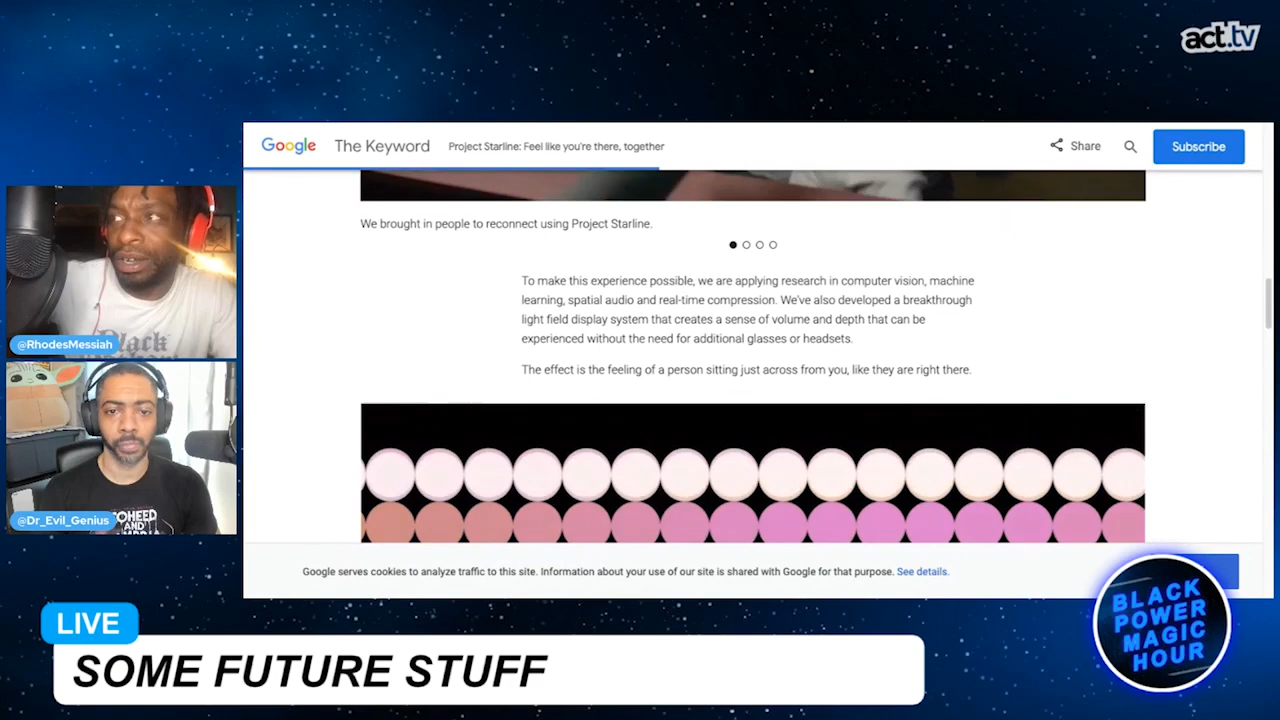 act.tv
Google The Keyword Project Starline: Feel like you're there, together Share Subscribe
We brought in people to reconnect using Project Starline.
To make this experience possible, we are applying research in computer vision, machine
learning, spatial audio and real-time compression. We've also developed a breakthrough
light field display system that creates a sense of volume and depth that can be
experienced without the need for additional glasses or headsets.
The effect is the feeling of a person sitting just across from you, like they are right there.
Google serves cookies to analyze traffic to this site. Information about your use of our site is shared with Google for that purpose. See details.
Black
@RhodesMessiah
AND
@Dr_Evil_Genius
LIVE
SOME FUTURE STUFF
BLACK
POWER
MAGIC
HOUR